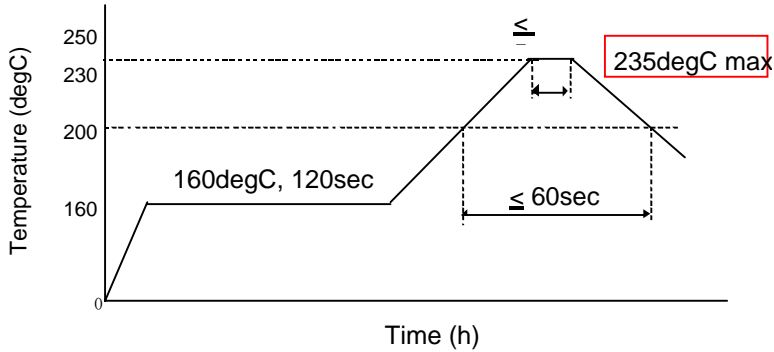 250
≤
235degC max
230
200
160degC, 120sec
160
≤ 60sec
0
Temperature (degC)
Time (h)